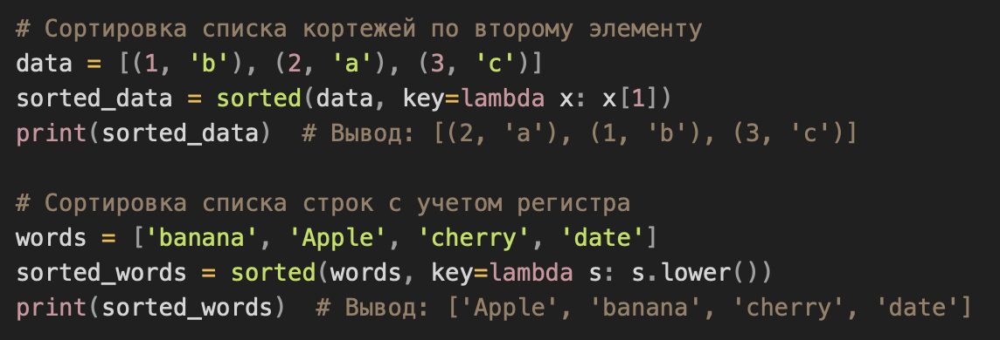 # Сортировка списка кортежей по второму элементу
data = [(1, 'b'), (2, 'a'), (3, 'c')]
sorted_data = sorted(data, key=lambda x: x[1])
print(sorted_data)  # Вывод: [(2, 'a'), (1, 'b'), (3, 'c')]

# Сортировка списка строк с учетом регистра
words = ['banana', 'Apple', 'cherry', 'date']
sorted_words = sorted(words, key=lambda s: s.lower())
print(sorted_words)  # Вывод: ['Apple', 'banana', 'cherry', 'date']